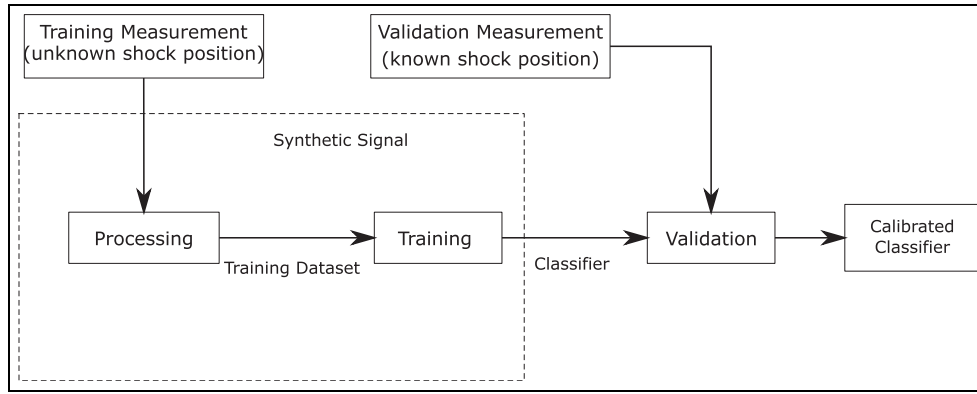 Training Measurement
(unknown shock position)
Validation Measurement
(known shock position)
Synthetic Signal
Processing
Training Dataset
Training
Classifier
Validation
Calibrated
Classifier